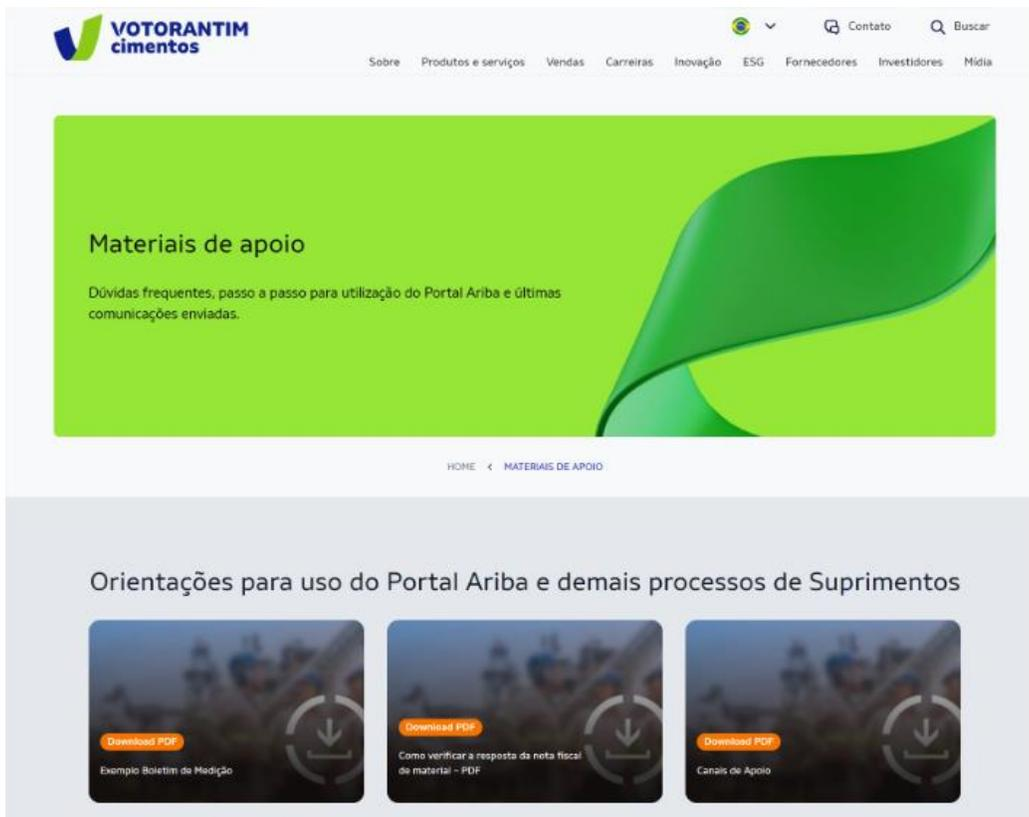 VOTORANTIM
cimentos
Contato
Buscar
Sobre Produtos e serviços Vendas Carreiras Inovação ESG Fornecedores Investidores Mídia
Materiais de apoio
Dúvidas frequentes, passo a passo para utilização do Portal Ariba e últimas
comunicações enviadas.
HOME < MATERIAIS DE APOIO
Orientações para uso do Portal Ariba e demais processos de Suprimentos
Download PDF
Exemplo Boletim de Medição
Download PDF
Como verificar a resposta da nota fiscal
de material – PDF
Download PDF
Canais de Apoio